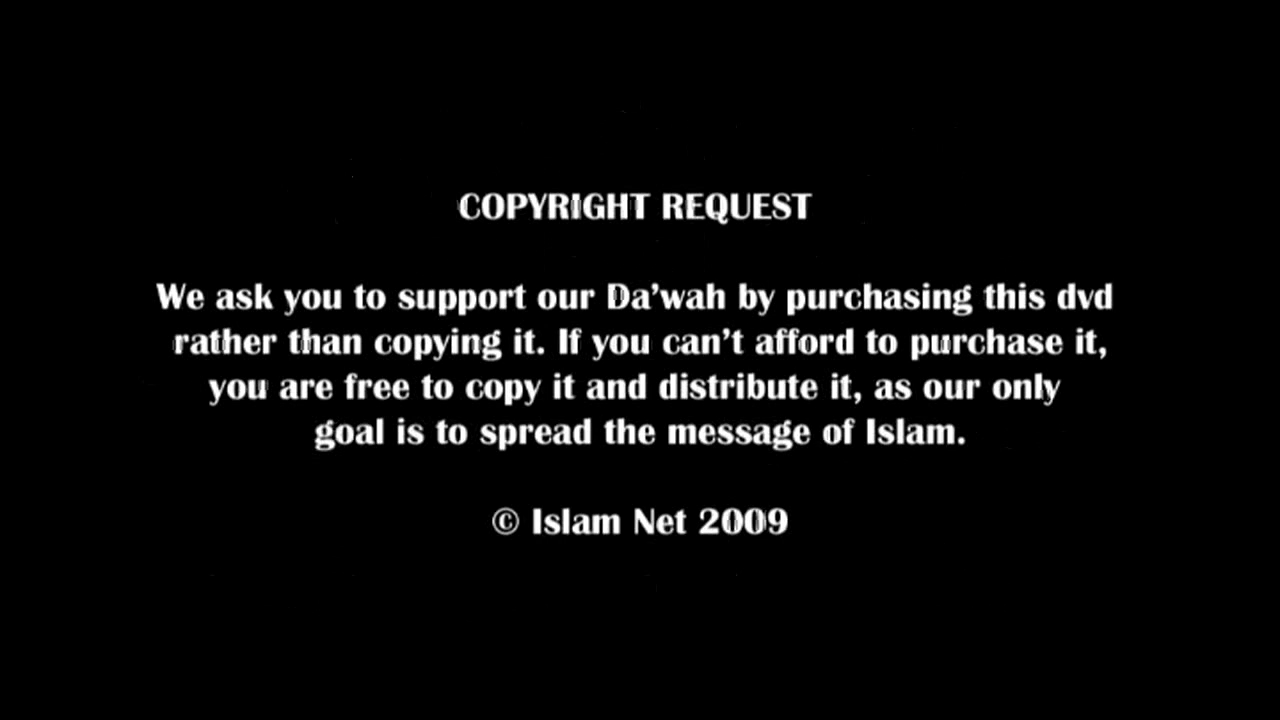 COPYRIGHT REQUEST
We ask you to support our Da’wah by purchasing this dvd
rather than copying it. If you can’t afford to purchase it,
you are free to copy it and distribute it, as our only
goal is to spread the message of Islam.
© Islam Net 2009